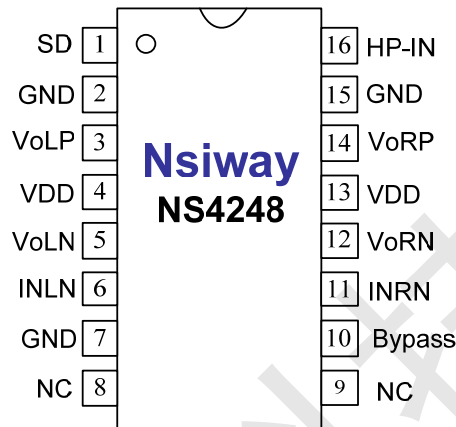 SD 1 16 HP-IN
GND 2 15 GND
VoLP 3 14 VoRP
Nsiway
VDD 4 13 VDD
NS4248
VoLN 5 12 VoRN
INLN 6 11 INRN
GND 7 10 Bypass
NC 8 9 NC